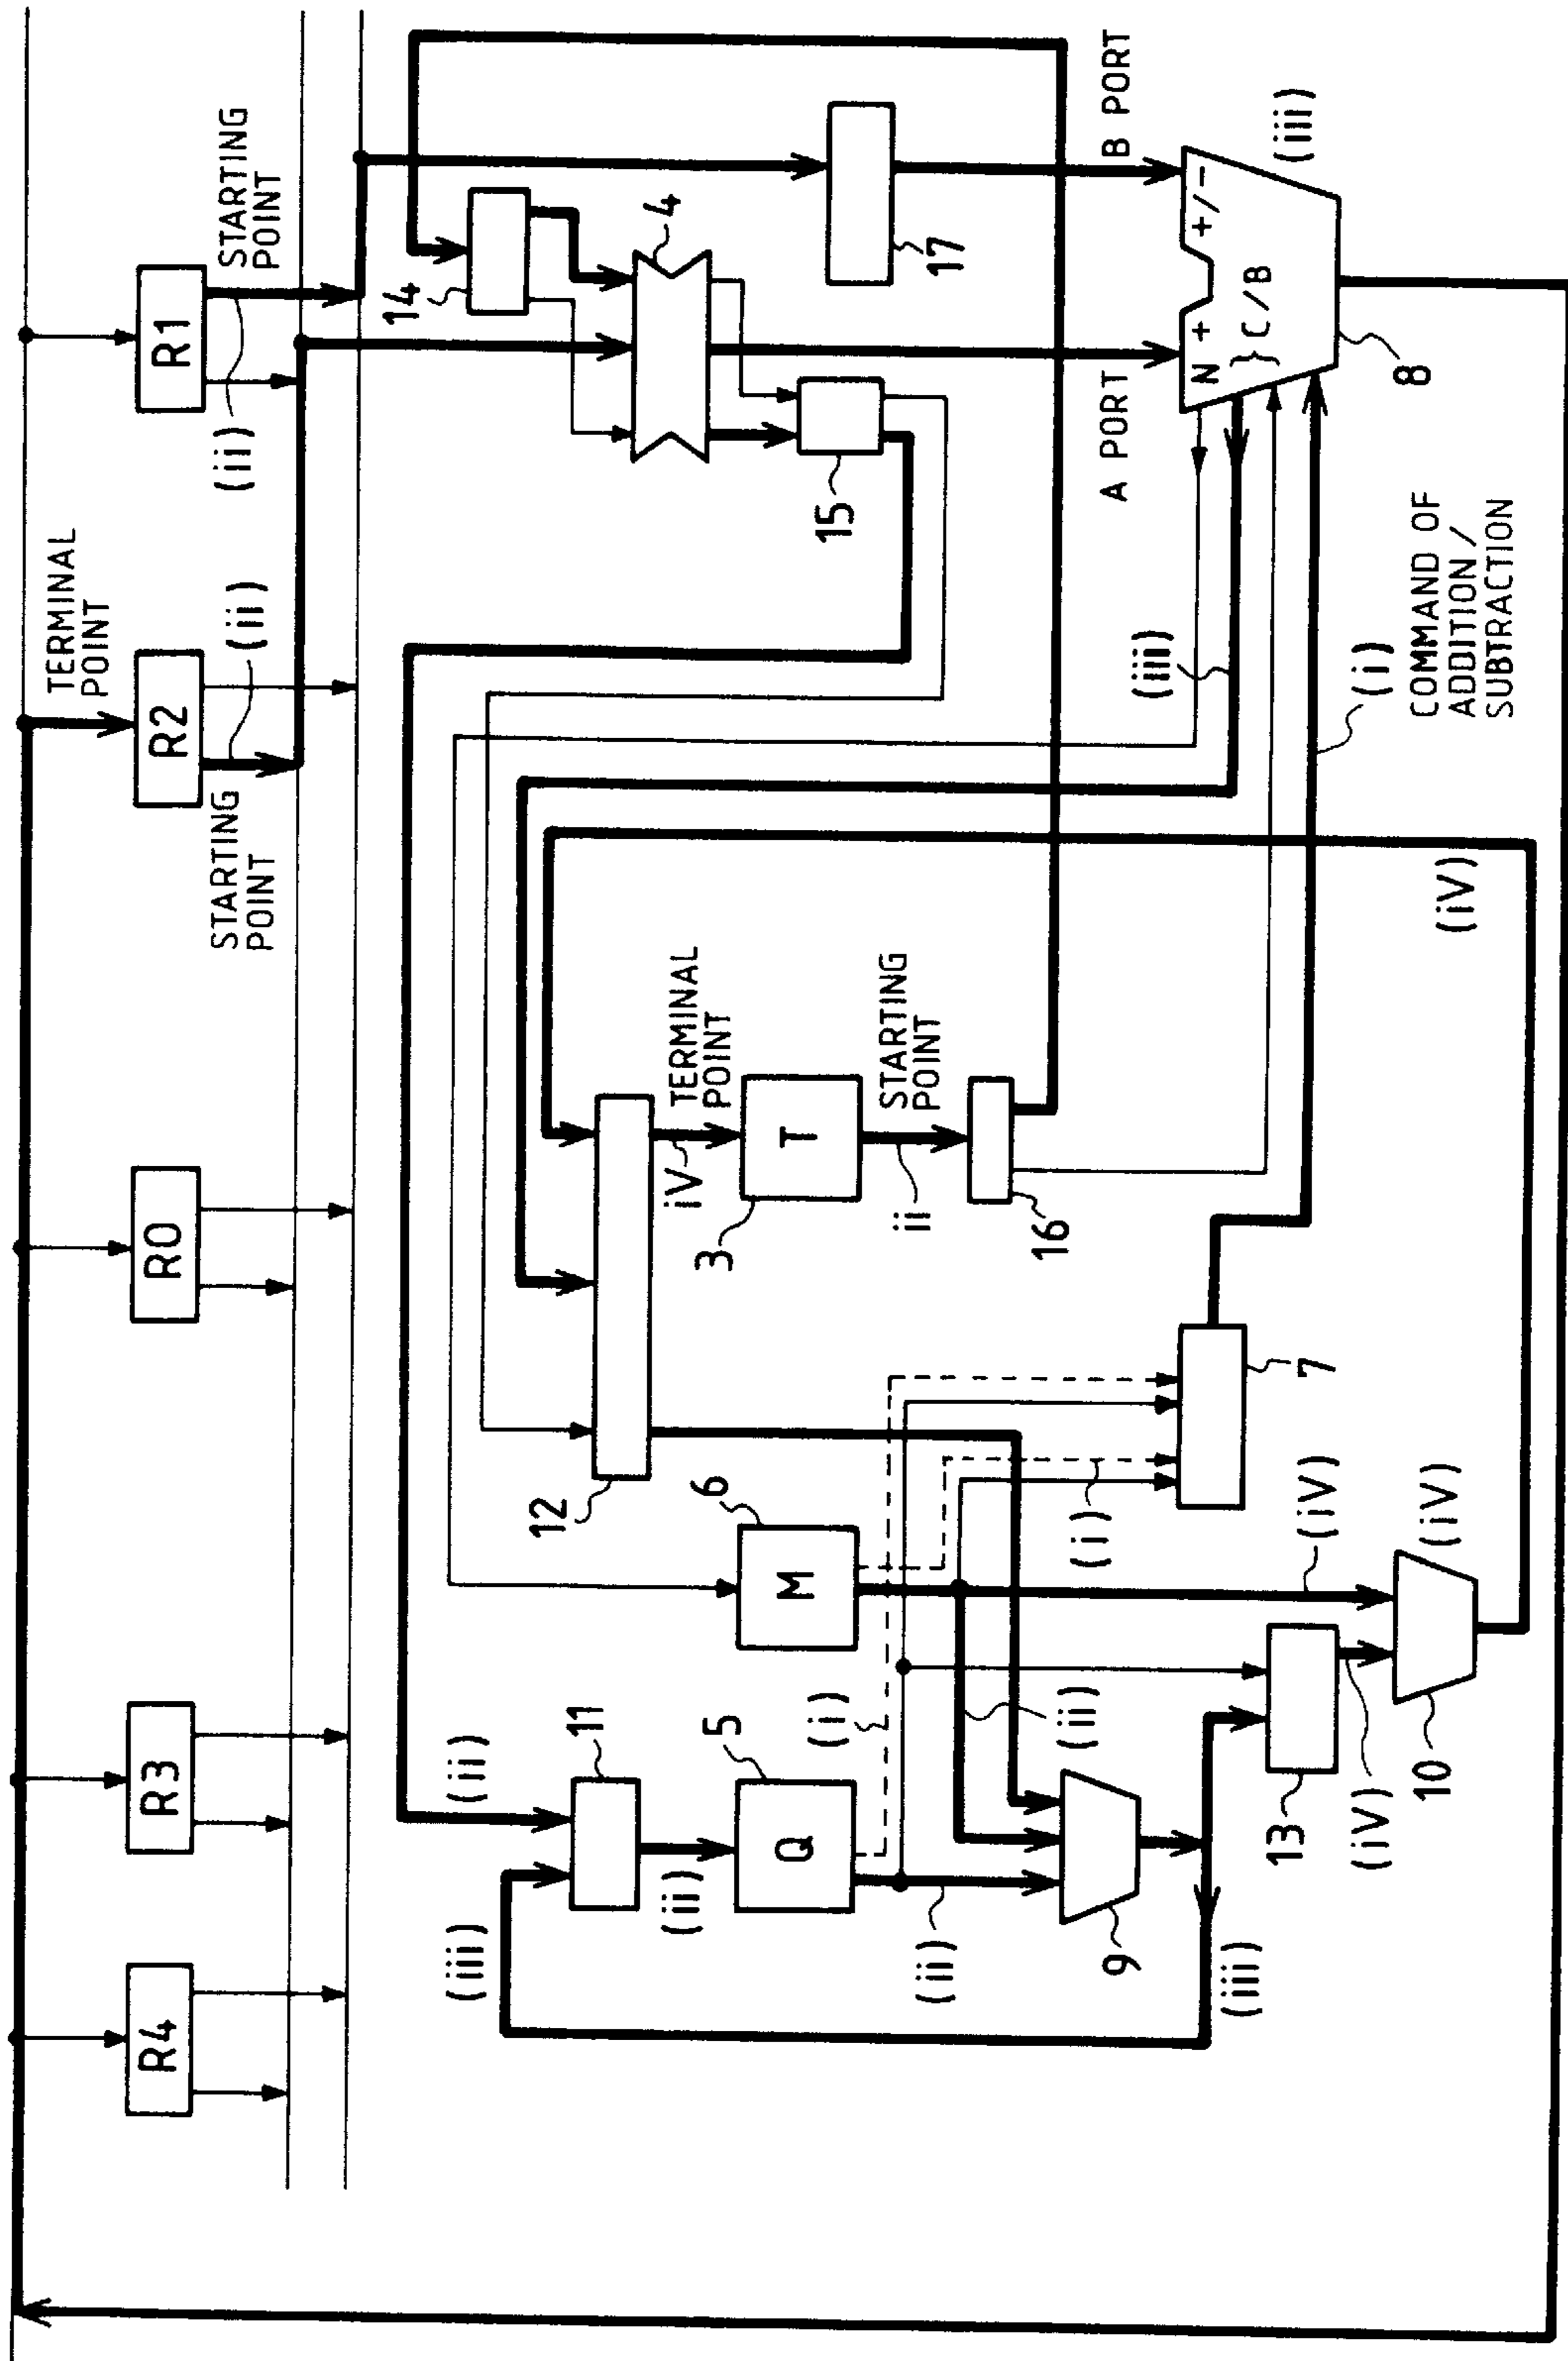 R4
R3
R0
R2
R1
TERMINAL
POINT
STARTING
POINT
(ii)
(ii)
STARTING
POINT
(iii)
(ii)
11
(ii)
Q
5
(i)
(ii)
9
(iii)
(ii)
M
6
12
iV
TERMINAL
POINT
T
3
ii
STARTING
POINT
16
(i)
7
13
(iV)
10
(iV)
(iV)
(iV)
14
4
15
17
A PORT
B PORT
N
+
+/-
} C/B
8
(iii)
(iii)
(i)
COMMAND OF
ADDITION /
SUBTRACTION